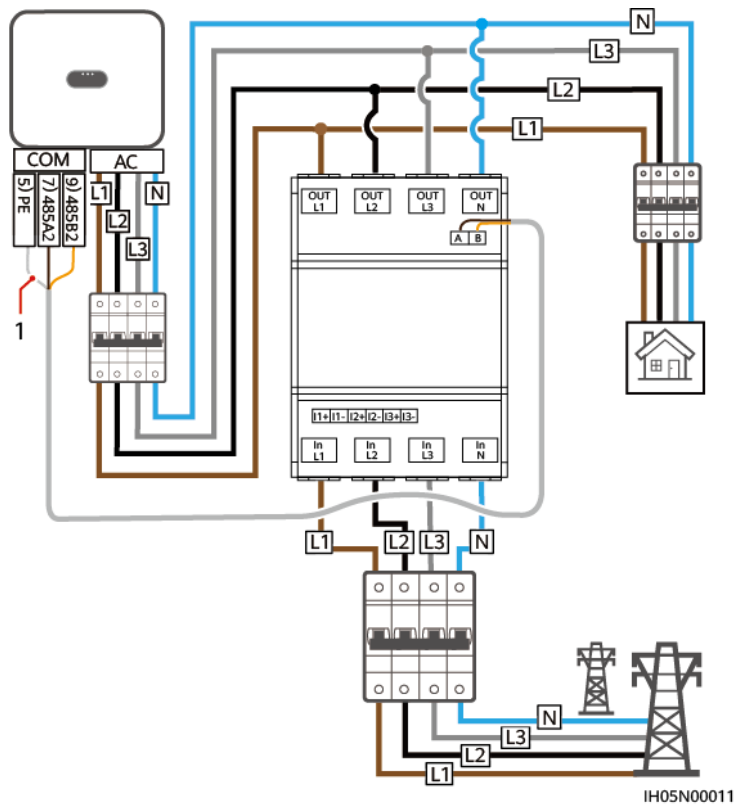 N
L3
L2
L1
COM
AC
5) PE
7) 485A2
9) 485B2
L1
L2
L3
N
1
OUT L1
OUT L2
OUT L3
OUT N
A B
I1+ I1- I2+ I2- I3+ I3-
In L1
In L2
In L3
In N
L1
L2
L3
N
N
L3
L2
L1
IH05N00011